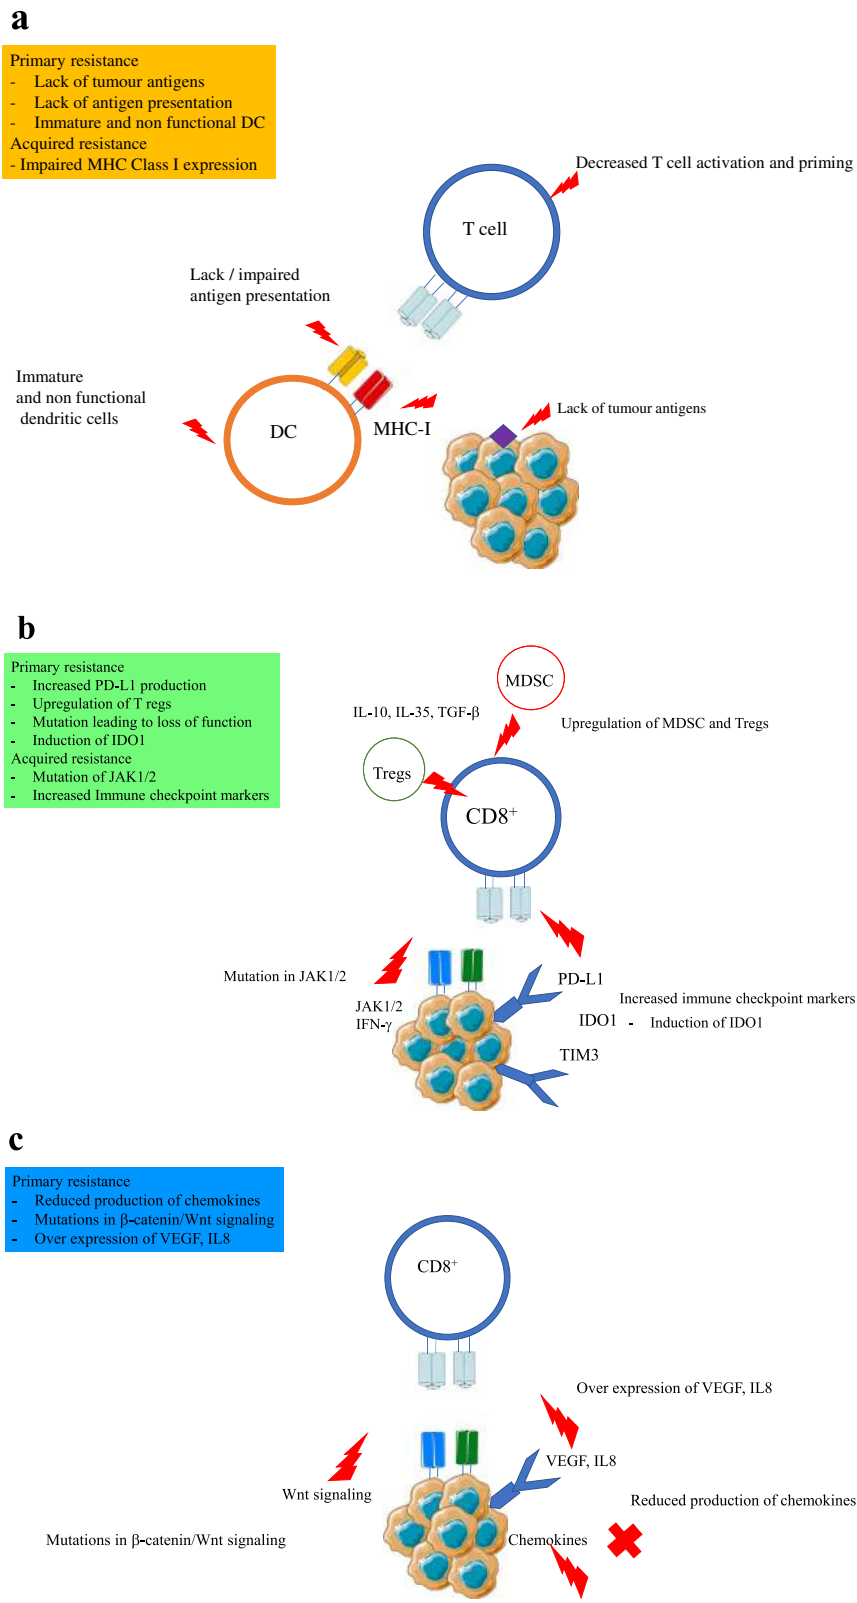 a
Primary resistance
- Lack of tumour antigens
- Lack of antigen presentation
- Immature and non functional DC
Acquired resistance
- Impaired MHC Class I expression
Decreased T cell activation and priming
T cell
Lack / impaired
antigen presentation
Immature
and non functional
dendritic cells
DC
MHC-I
Lack of tumour antigens
b
Primary resistance
- Increased PD-L1 production
- Upregulation of T regs
- Mutation leading to loss of function
- Induction of IDO1
Acquired resistance
- Mutation of JAK1/2
- Increased Immune checkpoint markers
MDSC
IL-10, IL-35, TGF-β
Upregulation of MDSC and Tregs
Tregs
CD8⁺
Mutation in JAK1/2
JAK1/2
IFN-γ
PD-L1
Increased immune checkpoint markers
IDO1
- Induction of IDO1
TIM3
c
Primary resistance
- Reduced production of chemokines
- Mutations in β-catenin/Wnt signaling
- Over expression of VEGF, IL8
CD8⁺
Over expression of VEGF, IL8
VEGF, IL8
Wnt signaling
Reduced production of chemokines
Mutations in β-catenin/Wnt signaling
Chemokines